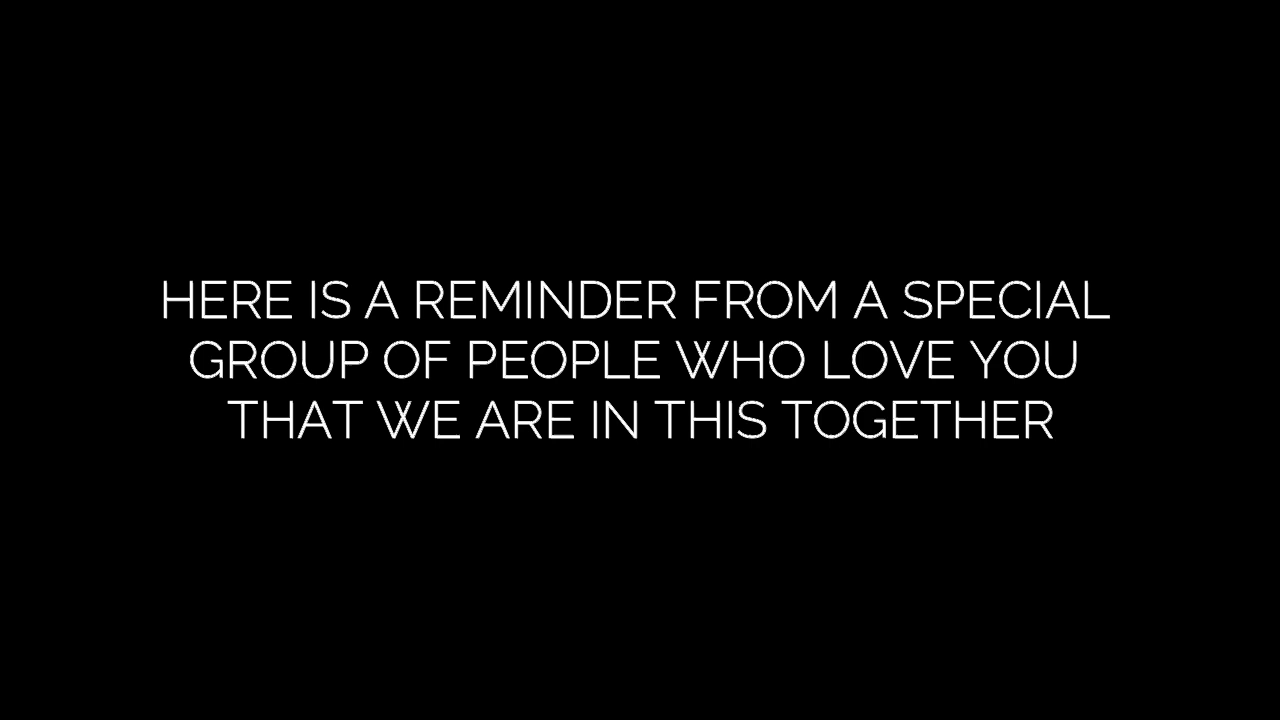 HERE IS A REMINDER FROM A SPECIAL
GROUP OF PEOPLE WHO LOVE YOU
THAT WE ARE IN THIS TOGETHER